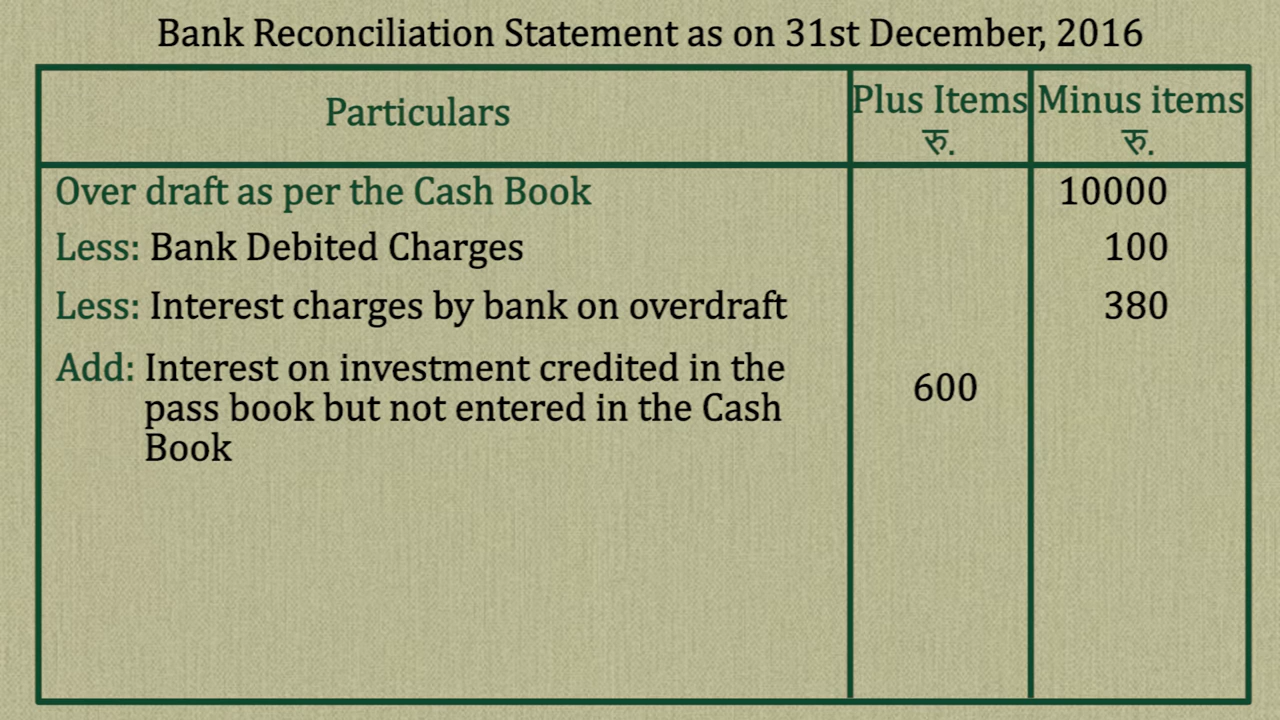 Bank Reconciliation Statement as on 31st December, 2016
Particulars
Plus Items
रु.
Minus items
रु.
Over draft as per the Cash Book 10000
Less: Bank Debited Charges 100
Less: Interest charges by bank on overdraft 380
Add: Interest on investment credited in the
pass book but not entered in the Cash
Book
600